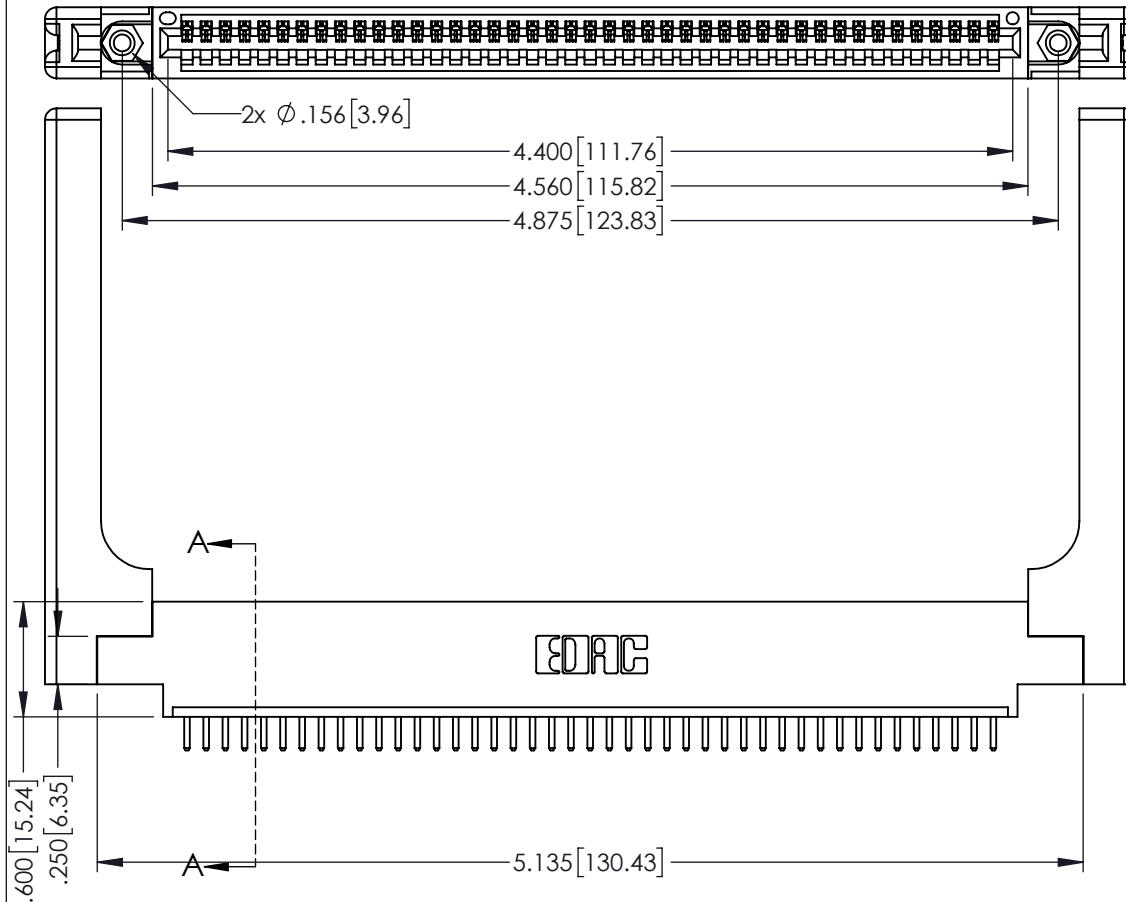 2x ∅.156[3.96]
4.400[111.76]
4.560[115.82]
4.875[123.83]
A
EDAC
.600[15.24]
.250[6.35]
5.135[130.43]
A